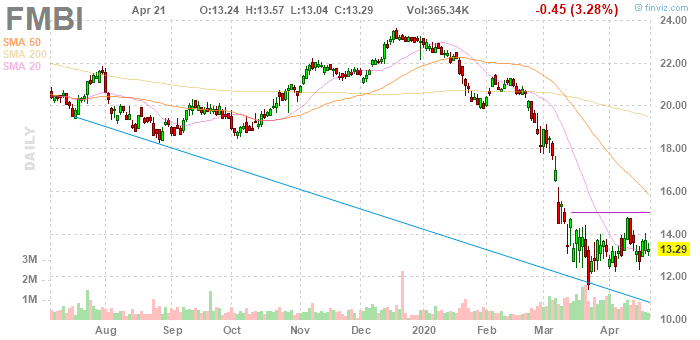 FMBI
Apr 21 O:13.24 H:13.57 L:13.04 C:13.29 Vol:365.34K -0.45 (3.28%)
© finviz.com
SMA 50
SMA 200
SMA 20
DAILY
24.00
22.00
20.00
18.00
16.00
14.00
13.29
12.00
10.00
3M
2M
1M
Aug Sep Oct Nov Dec 2020 Feb Mar Apr